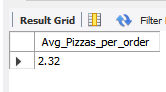 Result Grid Filter
Avg_Pizzas_per_order
2.32